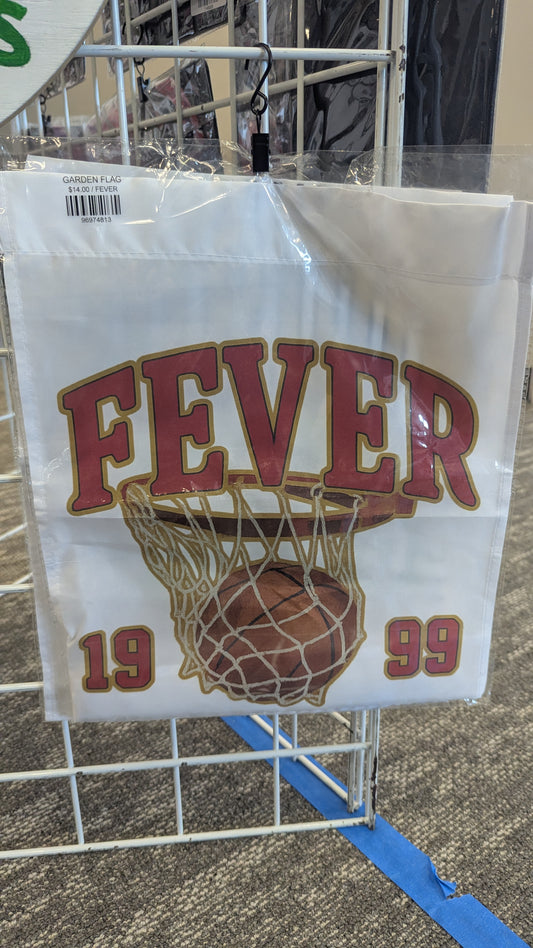 S
GARDEN FLAG
$14.00 / FEVER
96974813
FEVER
19 99